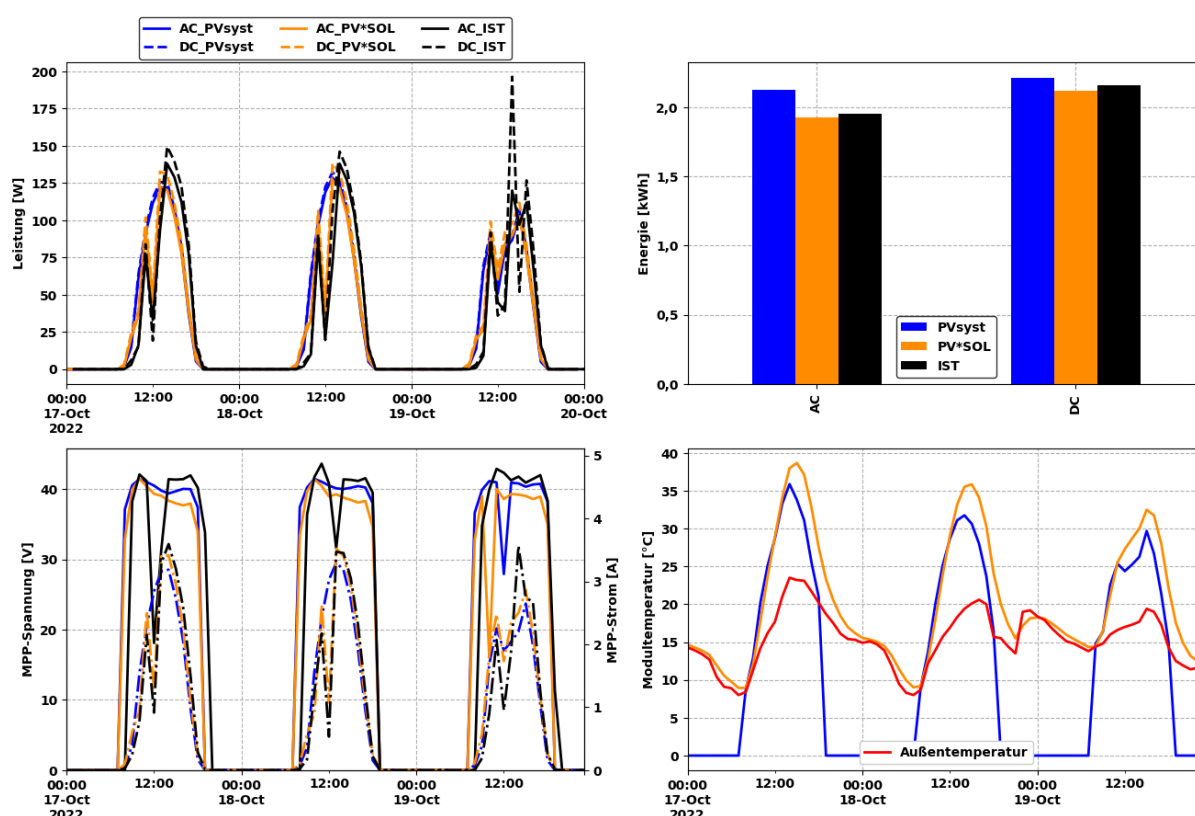 AC_PVsyst AC_PV*SOL AC_IST
DC_PVsyst DC_PV*SOL DC_IST
Leistung [W]
200
175
150
125
100
75
50
25
0
00:00 12:00 00:00 12:00 00:00 12:00 00:00
17-Oct 18-Oct 19-Oct 20-Oct
2022
Energie [kWh]
2,0
1,5
1,0
0,5
0,0
PVsyst
PV*SOL
IST
AC DC
MPP-Spannung [V]
40
30
20
10
0
MPP-Strom [A]
5
4
3
2
1
0
00:00 12:00 00:00 12:00 00:00 12:00
17-Oct 18-Oct 19-Oct
2022
Modultemperatur [°C]
40
35
30
25
20
15
10
5
0
Außentemperatur
00:00 12:00 00:00 12:00 00:00 12:00
17-Oct 18-Oct 19-Oct
2022